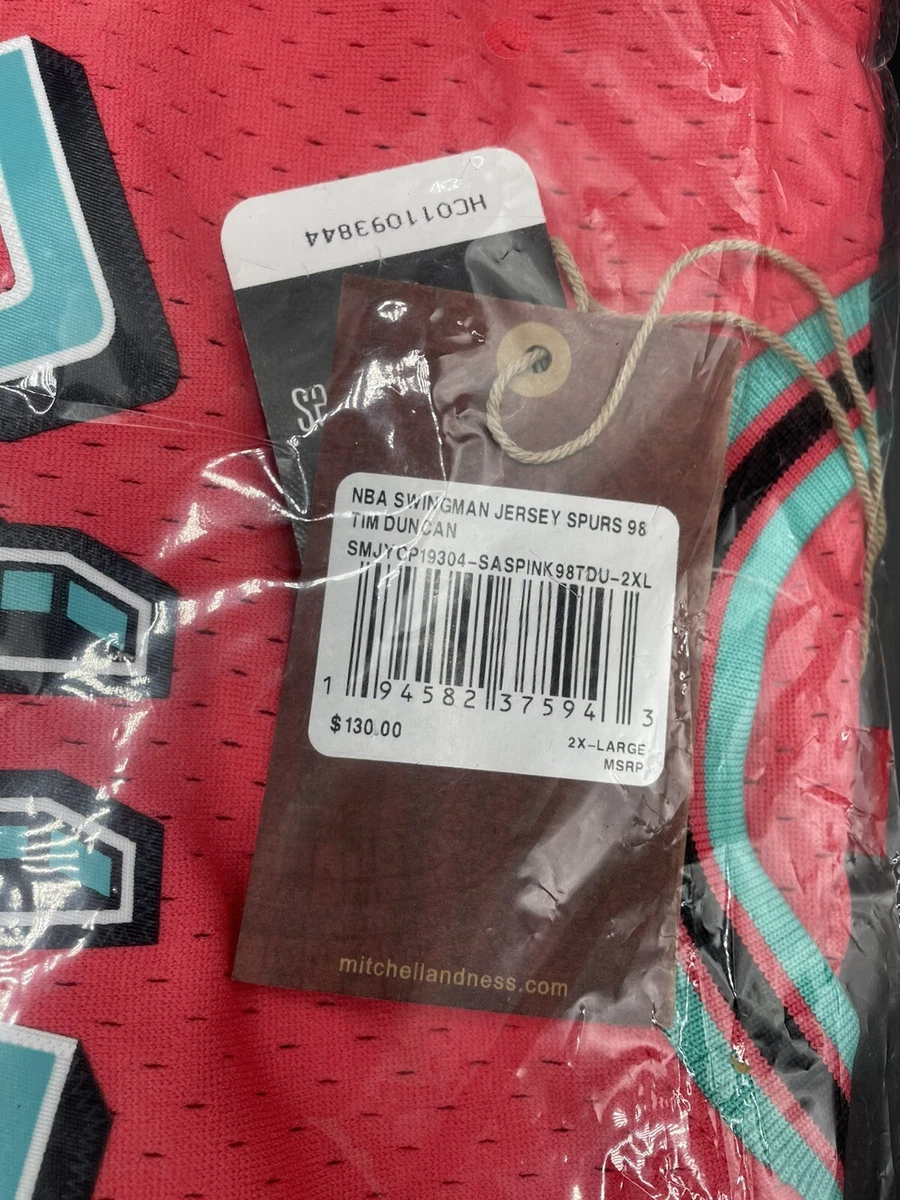 HC011093844
NBA SWINGMAN JERSEY SPURS 98
TIM DUNCAN
SMJYCP19304-SASPINK98TDU-2XL
1 94582 37594 3
$130.00
2X-LARGE
MSRP
mitchellandness.com